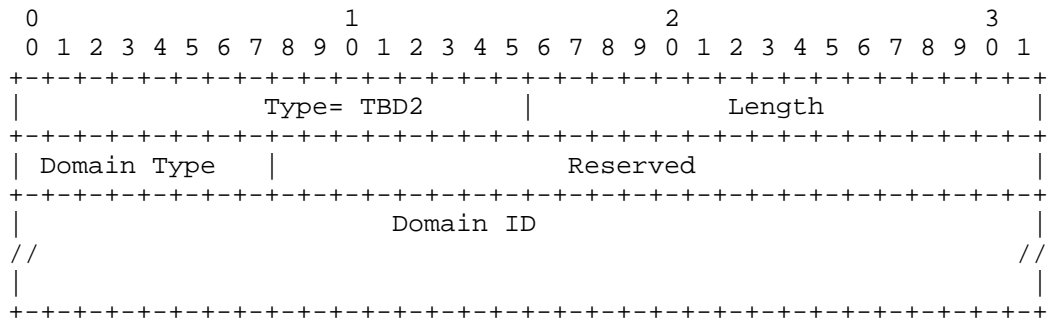 0                   1                   2                   3
 0 1 2 3 4 5 6 7 8 9 0 1 2 3 4 5 6 7 8 9 0 1 2 3 4 5 6 7 8 9 0 1
+-+-+-+-+-+-+-+-+-+-+-+-+-+-+-+-+-+-+-+-+-+-+-+-+-+-+-+-+-+-+-+-+
|               Type= TBD2      |            Length             |
+-+-+-+-+-+-+-+-+-+-+-+-+-+-+-+-+-+-+-+-+-+-+-+-+-+-+-+-+-+-+-+-+
| Domain Type   |                  Reserved                     |
+-+-+-+-+-+-+-+-+-+-+-+-+-+-+-+-+-+-+-+-+-+-+-+-+-+-+-+-+-+-+-+-+
|                       Domain ID                               |
//                                                             //
|                                                               |
+-+-+-+-+-+-+-+-+-+-+-+-+-+-+-+-+-+-+-+-+-+-+-+-+-+-+-+-+-+-+-+-+